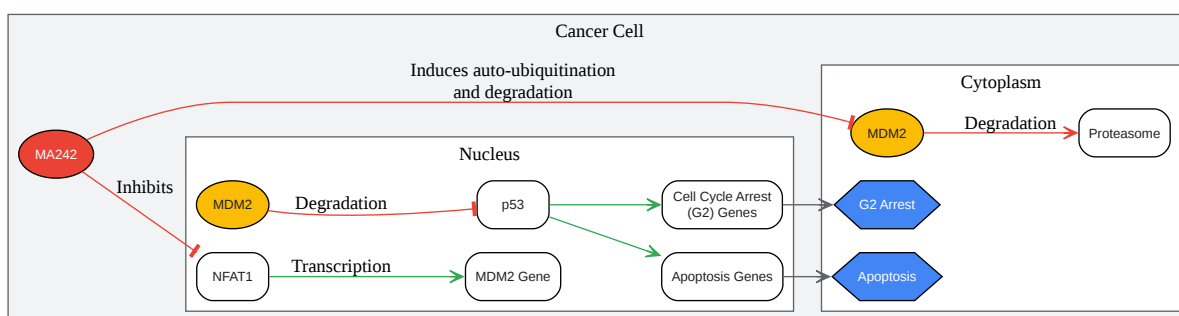 Cancer Cell
Induces auto-ubiquitination
and degradation
Cytoplasm
MA242
MDM2
Degradation
Proteasome
Nucleus
Inhibits
MDM2
Degradation
p53
Cell Cycle Arrest
(G2) Genes
G2 Arrest
NFAT1
Transcription
MDM2 Gene
Apoptosis Genes
Apoptosis